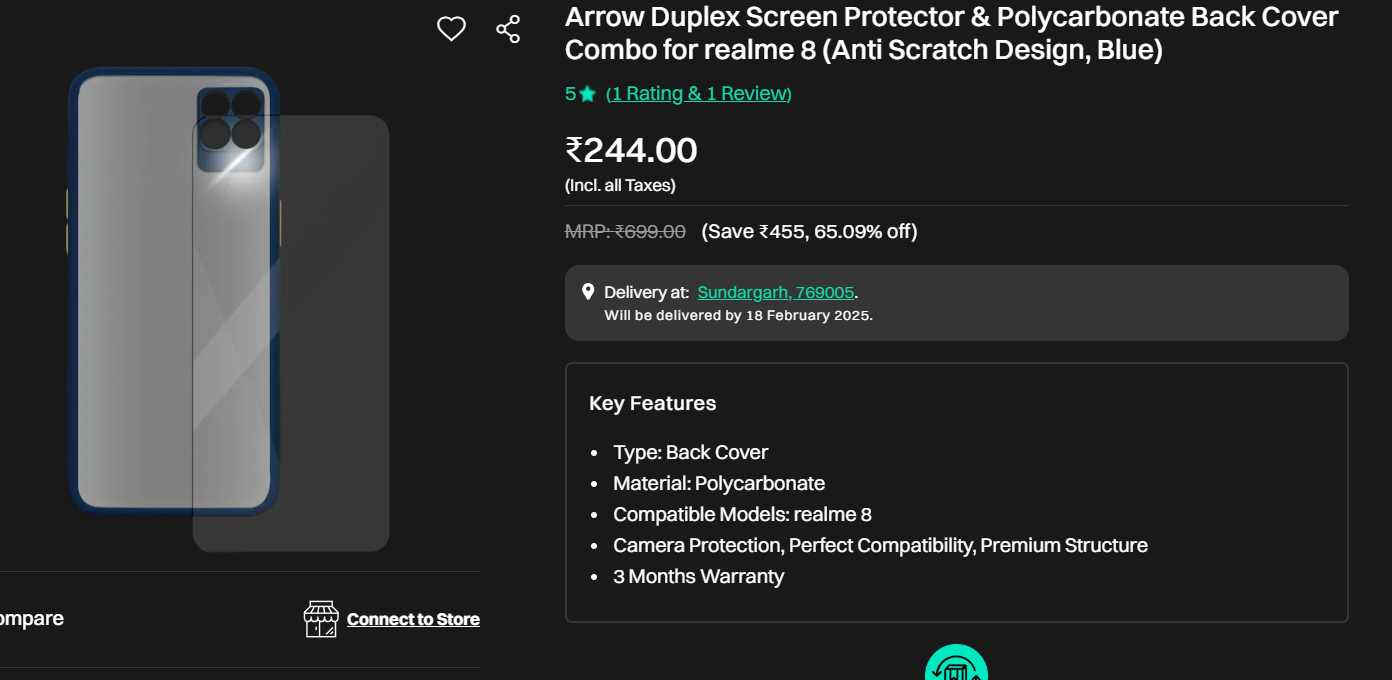 Arrow Duplex Screen Protector & Polycarbonate Back Cover
Combo for realme 8 (Anti Scratch Design, Blue)
5★ (1 Rating & 1 Review)
₹244.00
(Incl. all Taxes)
MRP: ₹699.00 (Save ₹455, 65.09% off)
Delivery at: Sundargarh, 769005.
Will be delivered by 18 February 2025.
Key Features
• Type: Back Cover
• Material: Polycarbonate
• Compatible Models: realme 8
• Camera Protection, Perfect Compatibility, Premium Structure
• 3 Months Warranty
ompare
Connect to Store